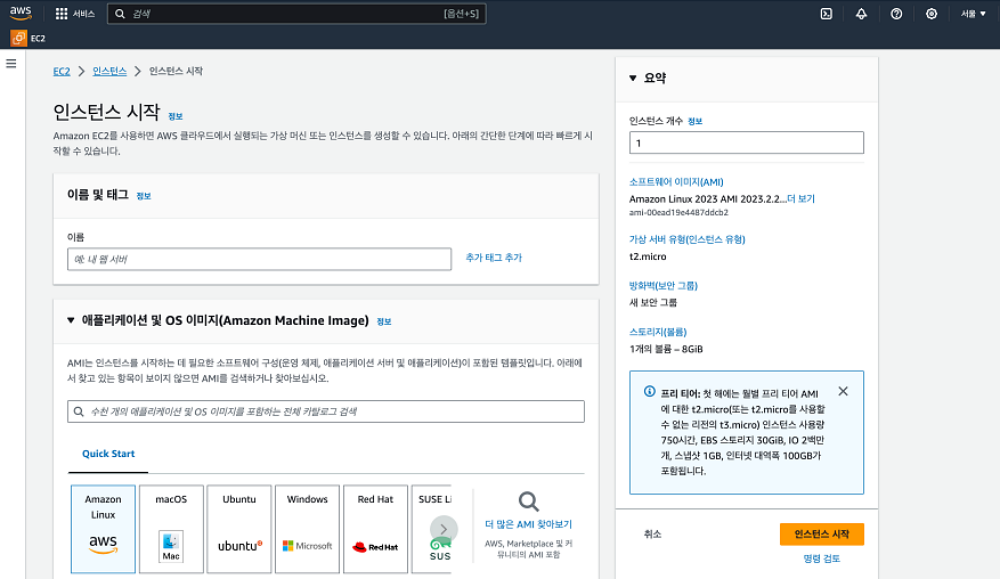 aws
서비스
검색
[옵션+S]
서울 ▼
EC2
EC2 > 인스턴스 > 인스턴스 시작
인스턴스 시작 정보
Amazon EC2를 사용하면 AWS 클라우드에서 실행되는 가상 머신 또는 인스턴스를 생성할 수 있습니다. 아래의 간단한 단계에 따라 빠르게 시
작할 수 있습니다.
이름 및 태그 정보
이름
예: 내 웹 서버
추가 태그 추가
▼ 애플리케이션 및 OS 이미지(Amazon Machine Image) 정보
AMI는 인스턴스를 시작하는 데 필요한 소프트웨어 구성(운영 체제, 애플리케이션 서버 및 애플리케이션)이 포함된 템플릿입니다. 아래에
서 찾고 있는 항목이 보이지 않으면 AMI를 검색하거나 찾아보십시오.
수천 개의 애플리케이션 및 OS 이미지를 포함하는 전체 카탈로그 검색
Quick Start
Amazon
Linux
aws
macOS
Mac
Ubuntu
ubuntu
Windows
Microsoft
Red Hat
Red Hat
SUSE Li
SUS
더 많은 AMI 찾아보기
AWS, Marketplace 및 커
뮤니티의 AMI 포함
▼ 요약
인스턴스 개수 정보
1
소프트웨어 이미지(AMI)
Amazon Linux 2023 AMI 2023.2.2...더 보기
ami-00ead19e4487ddcb2
가상 서버 유형(인스턴스 유형)
t2.micro
방화벽(보안 그룹)
새 보안 그룹
스토리지(볼륨)
1개의 볼륨 – 8GiB
프리 티어: 첫 해에는 월별 프리 티어 AMI
에 대한 t2.micro(또는 t2.micro를 사용할
수 없는 리전의 t3.micro) 인스턴스 사용량
750시간, EBS 스토리지 30GiB, IO 2백만
개, 스냅샷 1GB, 인터넷 대역폭 100GB가
포함됩니다.
취소
인스턴스 시작
명령 검토